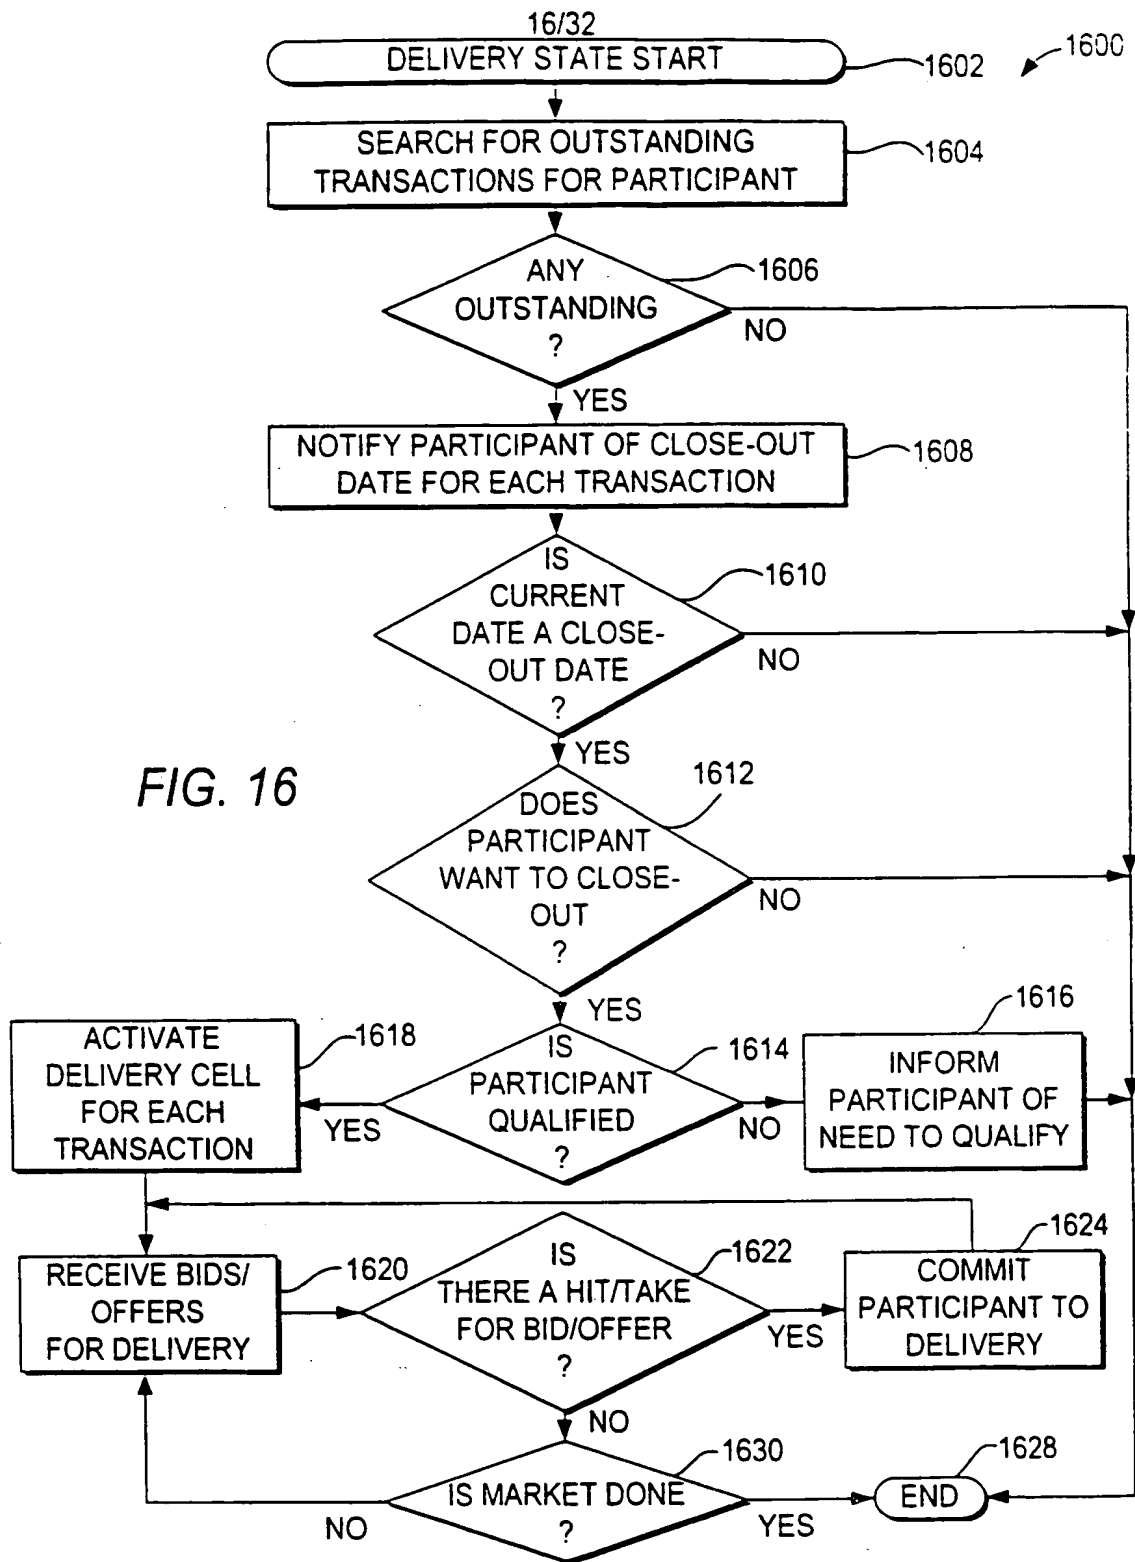 16/32
DELIVERY STATE START
1602
1600
SEARCH FOR OUTSTANDING
TRANSACTIONS FOR PARTICIPANT
1604
ANY
OUTSTANDING
?
1606
NO
YES
NOTIFY PARTICIPANT OF CLOSE-OUT
DATE FOR EACH TRANSACTION
1608
IS
CURRENT
DATE A CLOSE-
OUT DATE
?
1610
NO
YES
FIG. 16
DOES
PARTICIPANT
WANT TO CLOSE-
OUT
?
1612
NO
YES
IS
PARTICIPANT
QUALIFIED
?
1614
YES
NO
ACTIVATE
DELIVERY CELL
FOR EACH
TRANSACTION
1618
INFORM
PARTICIPANT OF
NEED TO QUALIFY
1616
RECEIVE BIDS/
OFFERS
FOR DELIVERY
1620
IS
THERE A HIT/TAKE
FOR BID/OFFER
?
1622
YES
NO
COMMIT
PARTICIPANT TO
DELIVERY
1624
IS MARKET DONE
?
1630
NO
YES
END
1628